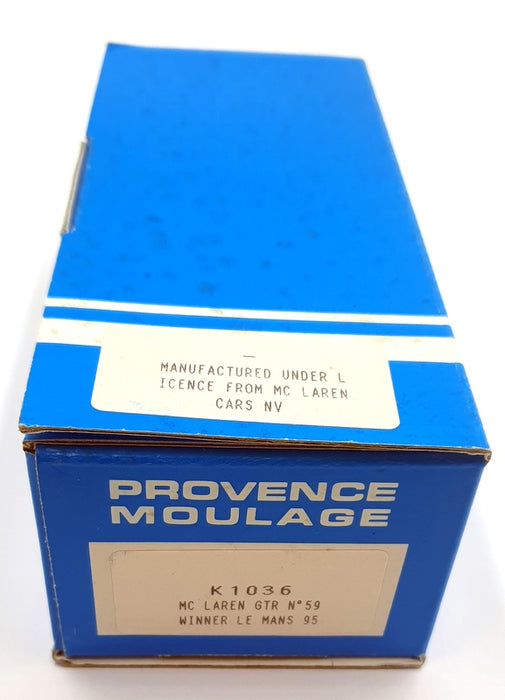 —
MANUFACTURED UNDER L
ICENCE FROM MC LAREN
CARS NV
PROVENCE
MOULAGE
K1036
MC LAREN GTR N°59
WINNER LE MANS 95